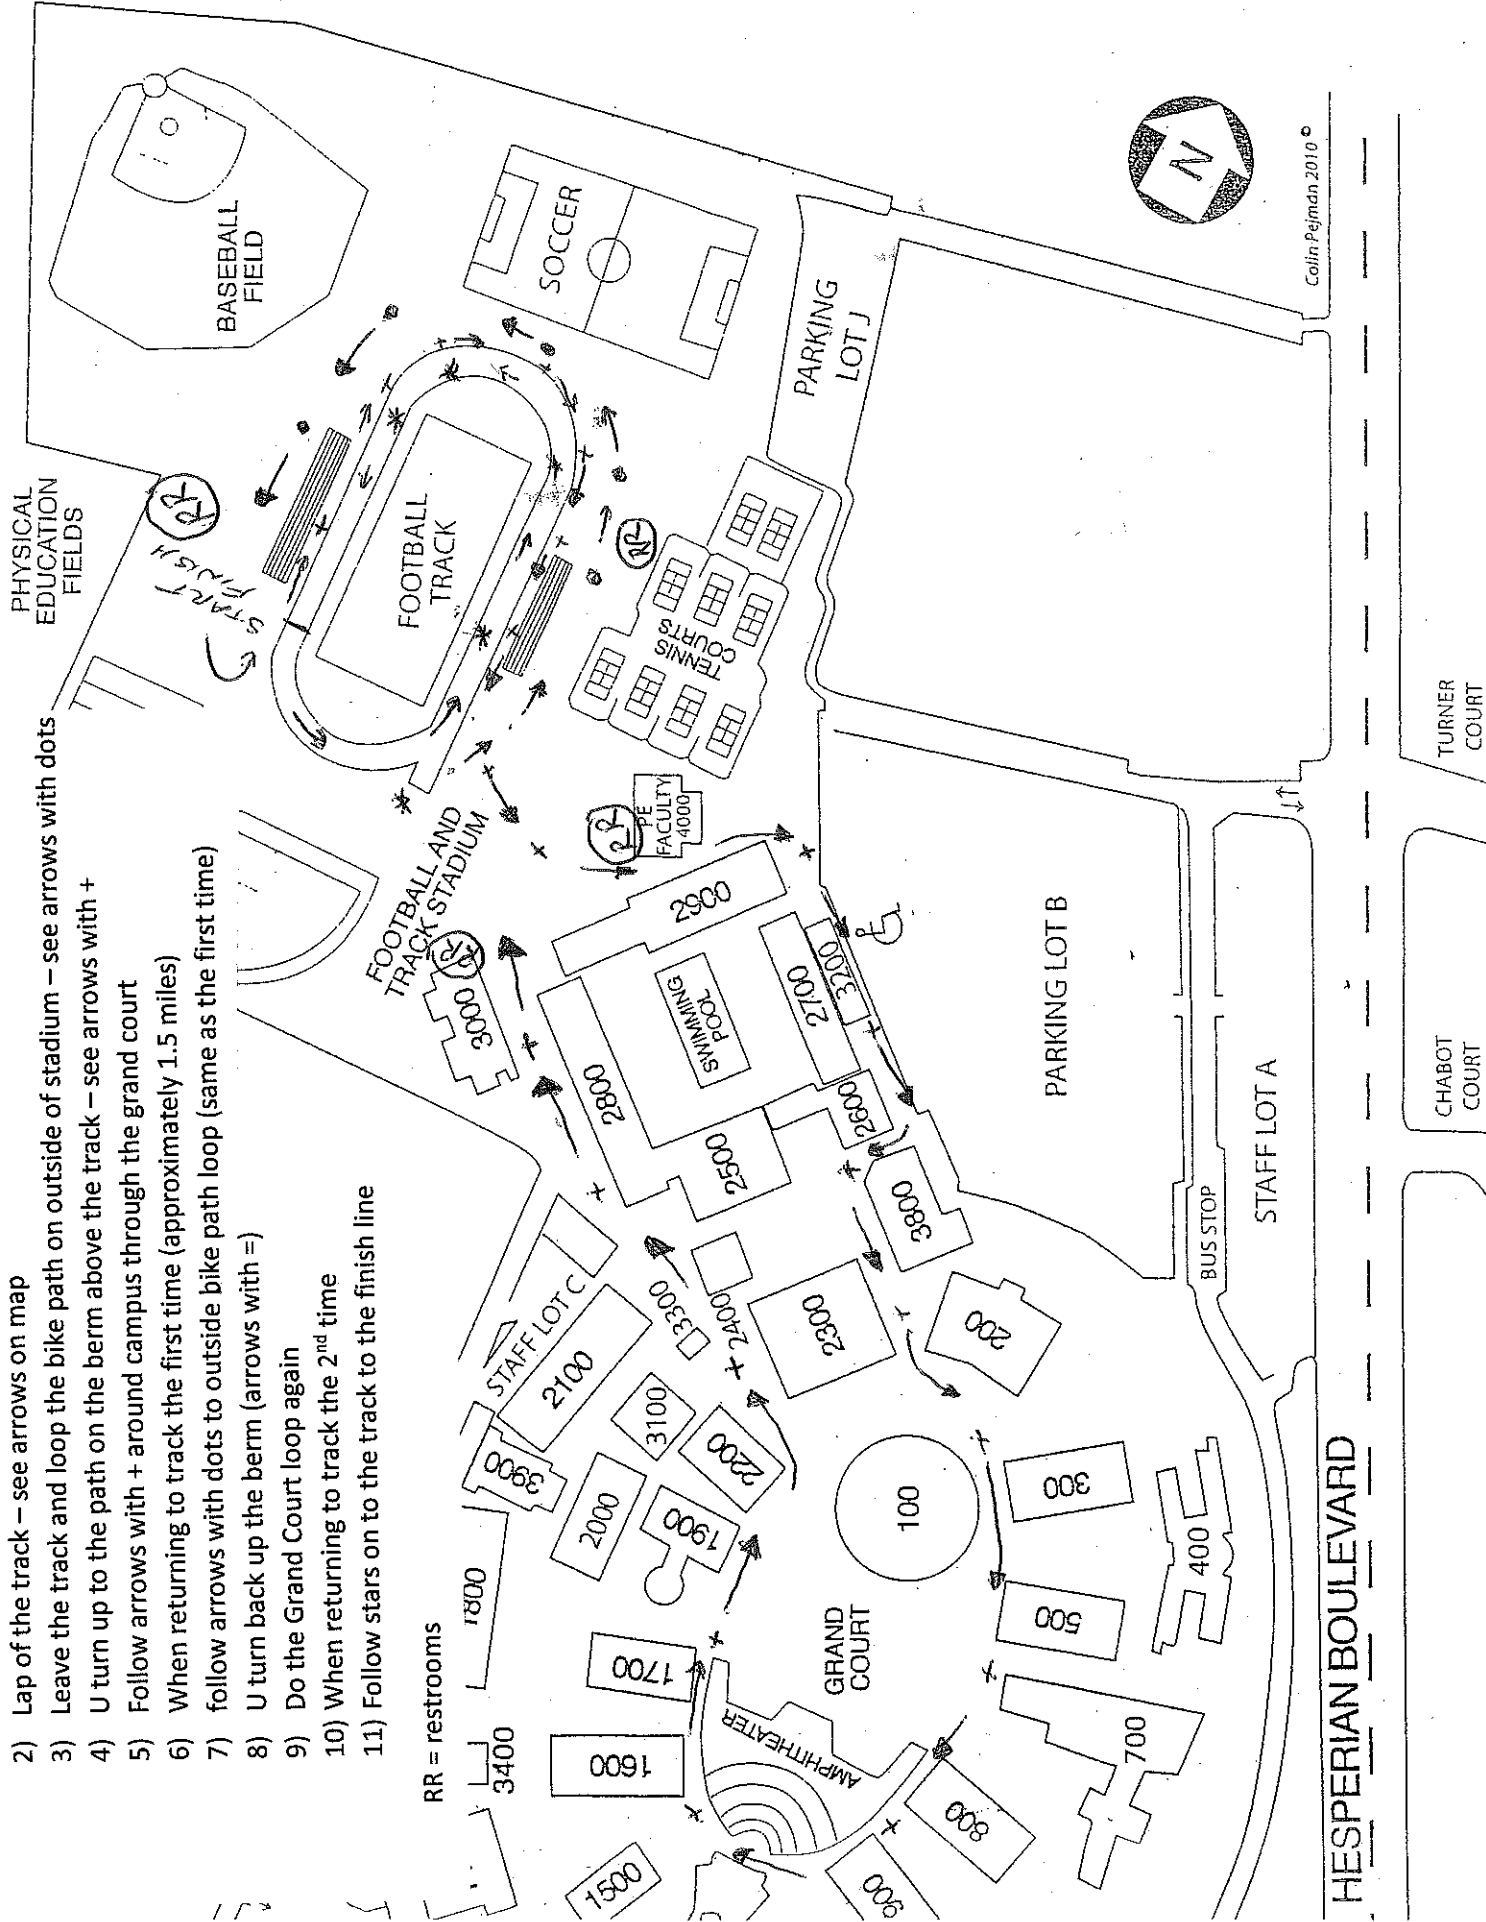 2) Lap of the track – see arrows on map
3) Leave the track and loop the bike path on outside of stadium – see arrows with dots
4) U turn up to the path on the berm above the track – see arrows with +
5) Follow arrows with + around campus through the grand court
6) When returning to track the first time (approximately 1.5 miles)
7) follow arrows with dots to outside bike path loop (same as the first time)
8) U turn back up the berm (arrows with =)
9) Do the Grand Court loop again
10) When returning to track the 2nd time
11) Follow stars on to the track to the finish line
RR = restrooms
PHYSICAL
EDUCATION
FIELDS
BASEBALL
FIELD
SOCCER
RR
START
FINISH
FOOTBALL
TRACK
RR
TENNIS
COURTS
PARKING
LOT J
N
Colin Pejman 2010 ©
FOOTBALL AND
TRACK STADIUM
RR
3000
RR
PE
FACULTY
4000
2900
2800
SWIMMING
POOL
2700
3200
2600
2500
3800
PARKING LOT B
STAFF LOT C
2100
3300
2400
2300
200
3900
3100
2200
2000
1900
1800
1700
100
300
400
500
GRAND
COURT
AMPHITHEATER
3400
1600
1500
700
800
900
BUS STOP
STAFF LOT A
HESPERIAN BOULEVARD
CHABOT
COURT
TURNER
COURT